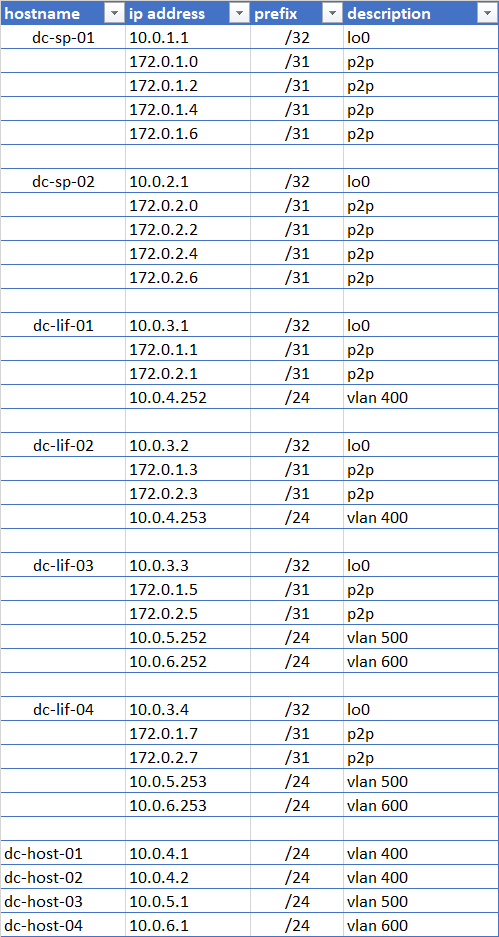 hostname ip address prefix description
dc-sp-01 10.0.1.1 /32 lo0
172.0.1.0 /31 p2p
172.0.1.2 /31 p2p
172.0.1.4 /31 p2p
172.0.1.6 /31 p2p
dc-sp-02 10.0.2.1 /32 lo0
172.0.2.0 /31 p2p
172.0.2.2 /31 p2p
172.0.2.4 /31 p2p
172.0.2.6 /31 p2p
dc-lif-01 10.0.3.1 /32 lo0
172.0.1.1 /31 p2p
172.0.2.1 /31 p2p
10.0.4.252 /24 vlan 400
dc-lif-02 10.0.3.2 /32 lo0
172.0.1.3 /31 p2p
172.0.2.3 /31 p2p
10.0.4.253 /24 vlan 400
dc-lif-03 10.0.3.3 /32 lo0
172.0.1.5 /31 p2p
172.0.2.5 /31 p2p
10.0.5.252 /24 vlan 500
10.0.6.252 /24 vlan 600
dc-lif-04 10.0.3.4 /32 lo0
172.0.1.7 /31 p2p
172.0.2.7 /31 p2p
10.0.5.253 /24 vlan 500
10.0.6.253 /24 vlan 600
dc-host-01 10.0.4.1 /24 vlan 400
dc-host-02 10.0.4.2 /24 vlan 400
dc-host-03 10.0.5.1 /24 vlan 500
dc-host-04 10.0.6.1 /24 vlan 600